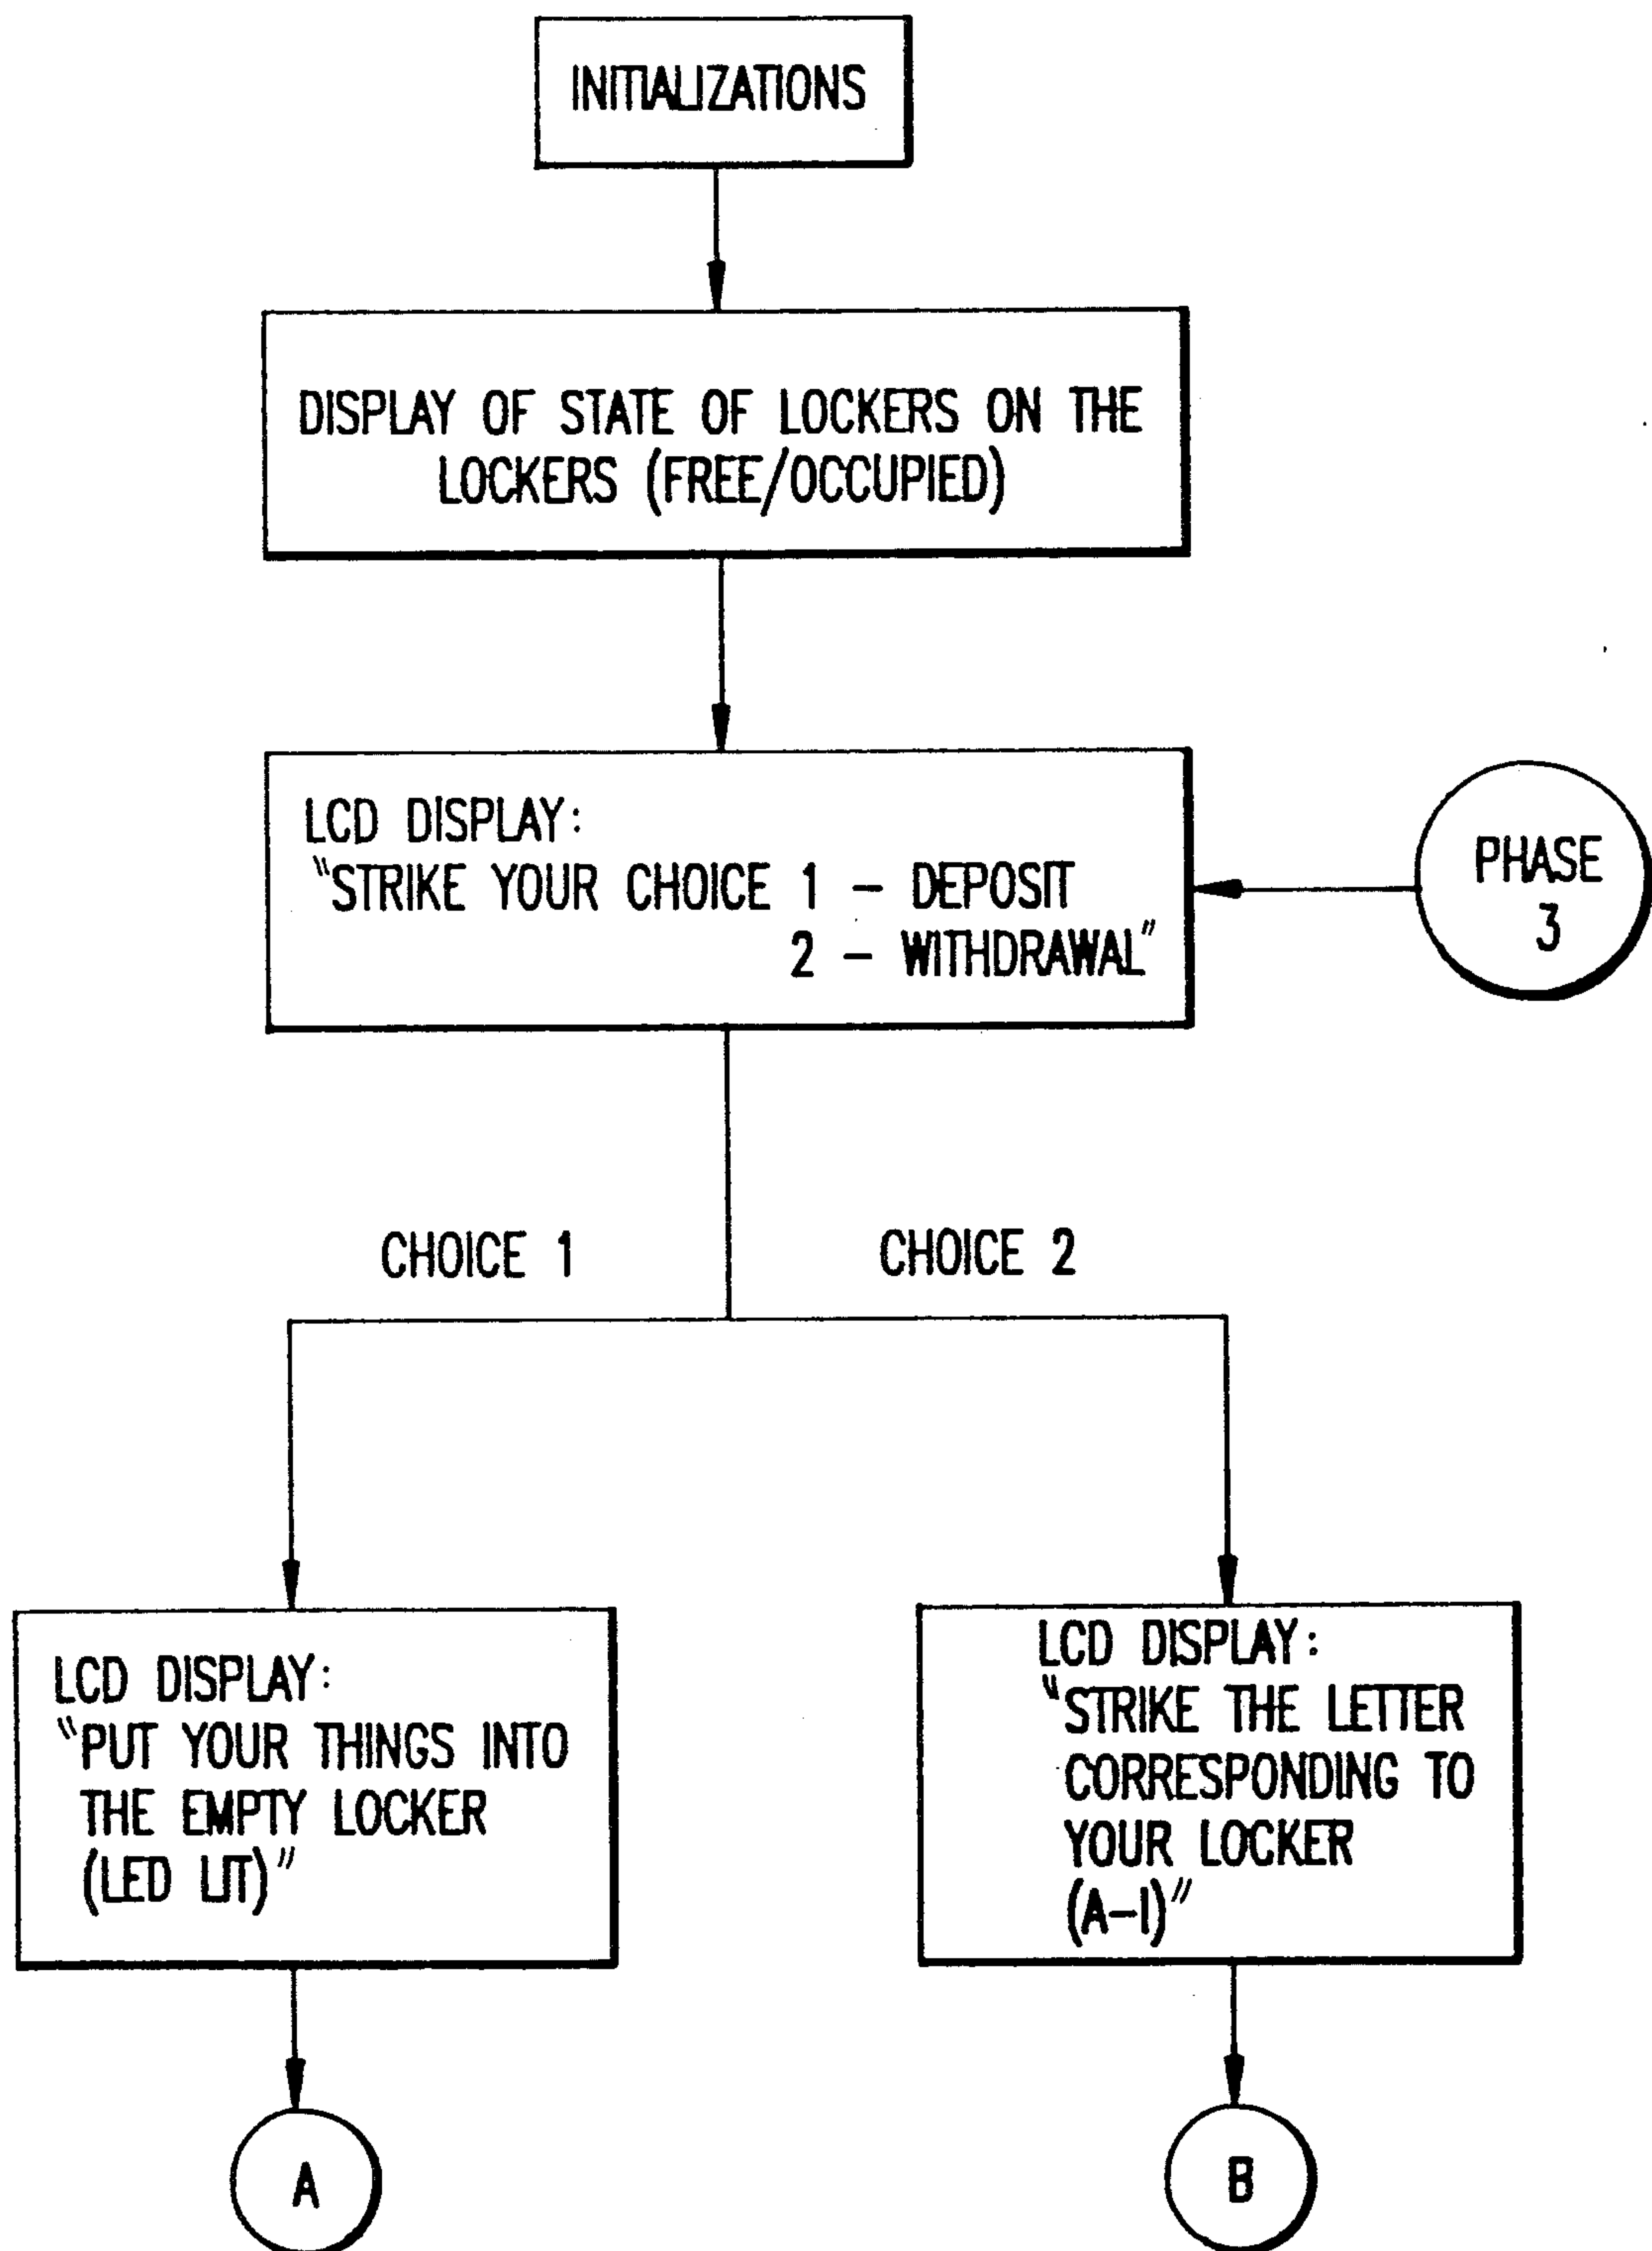 INITIALIZATIONS
DISPLAY OF STATE OF LOCKERS ON THE
LOCKERS (FREE/OCCUPIED)
LCD DISPLAY:
"STRIKE YOUR CHOICE 1 – DEPOSIT
2 – WITHDRAWAL"
PHASE
3
CHOICE 1
CHOICE 2
LCD DISPLAY:
"PUT YOUR THINGS INTO
THE EMPTY LOCKER
(LED LIT)"
LCD DISPLAY:
"STRIKE THE LETTER
CORRESPONDING TO
YOUR LOCKER
(A–I)"
A
B